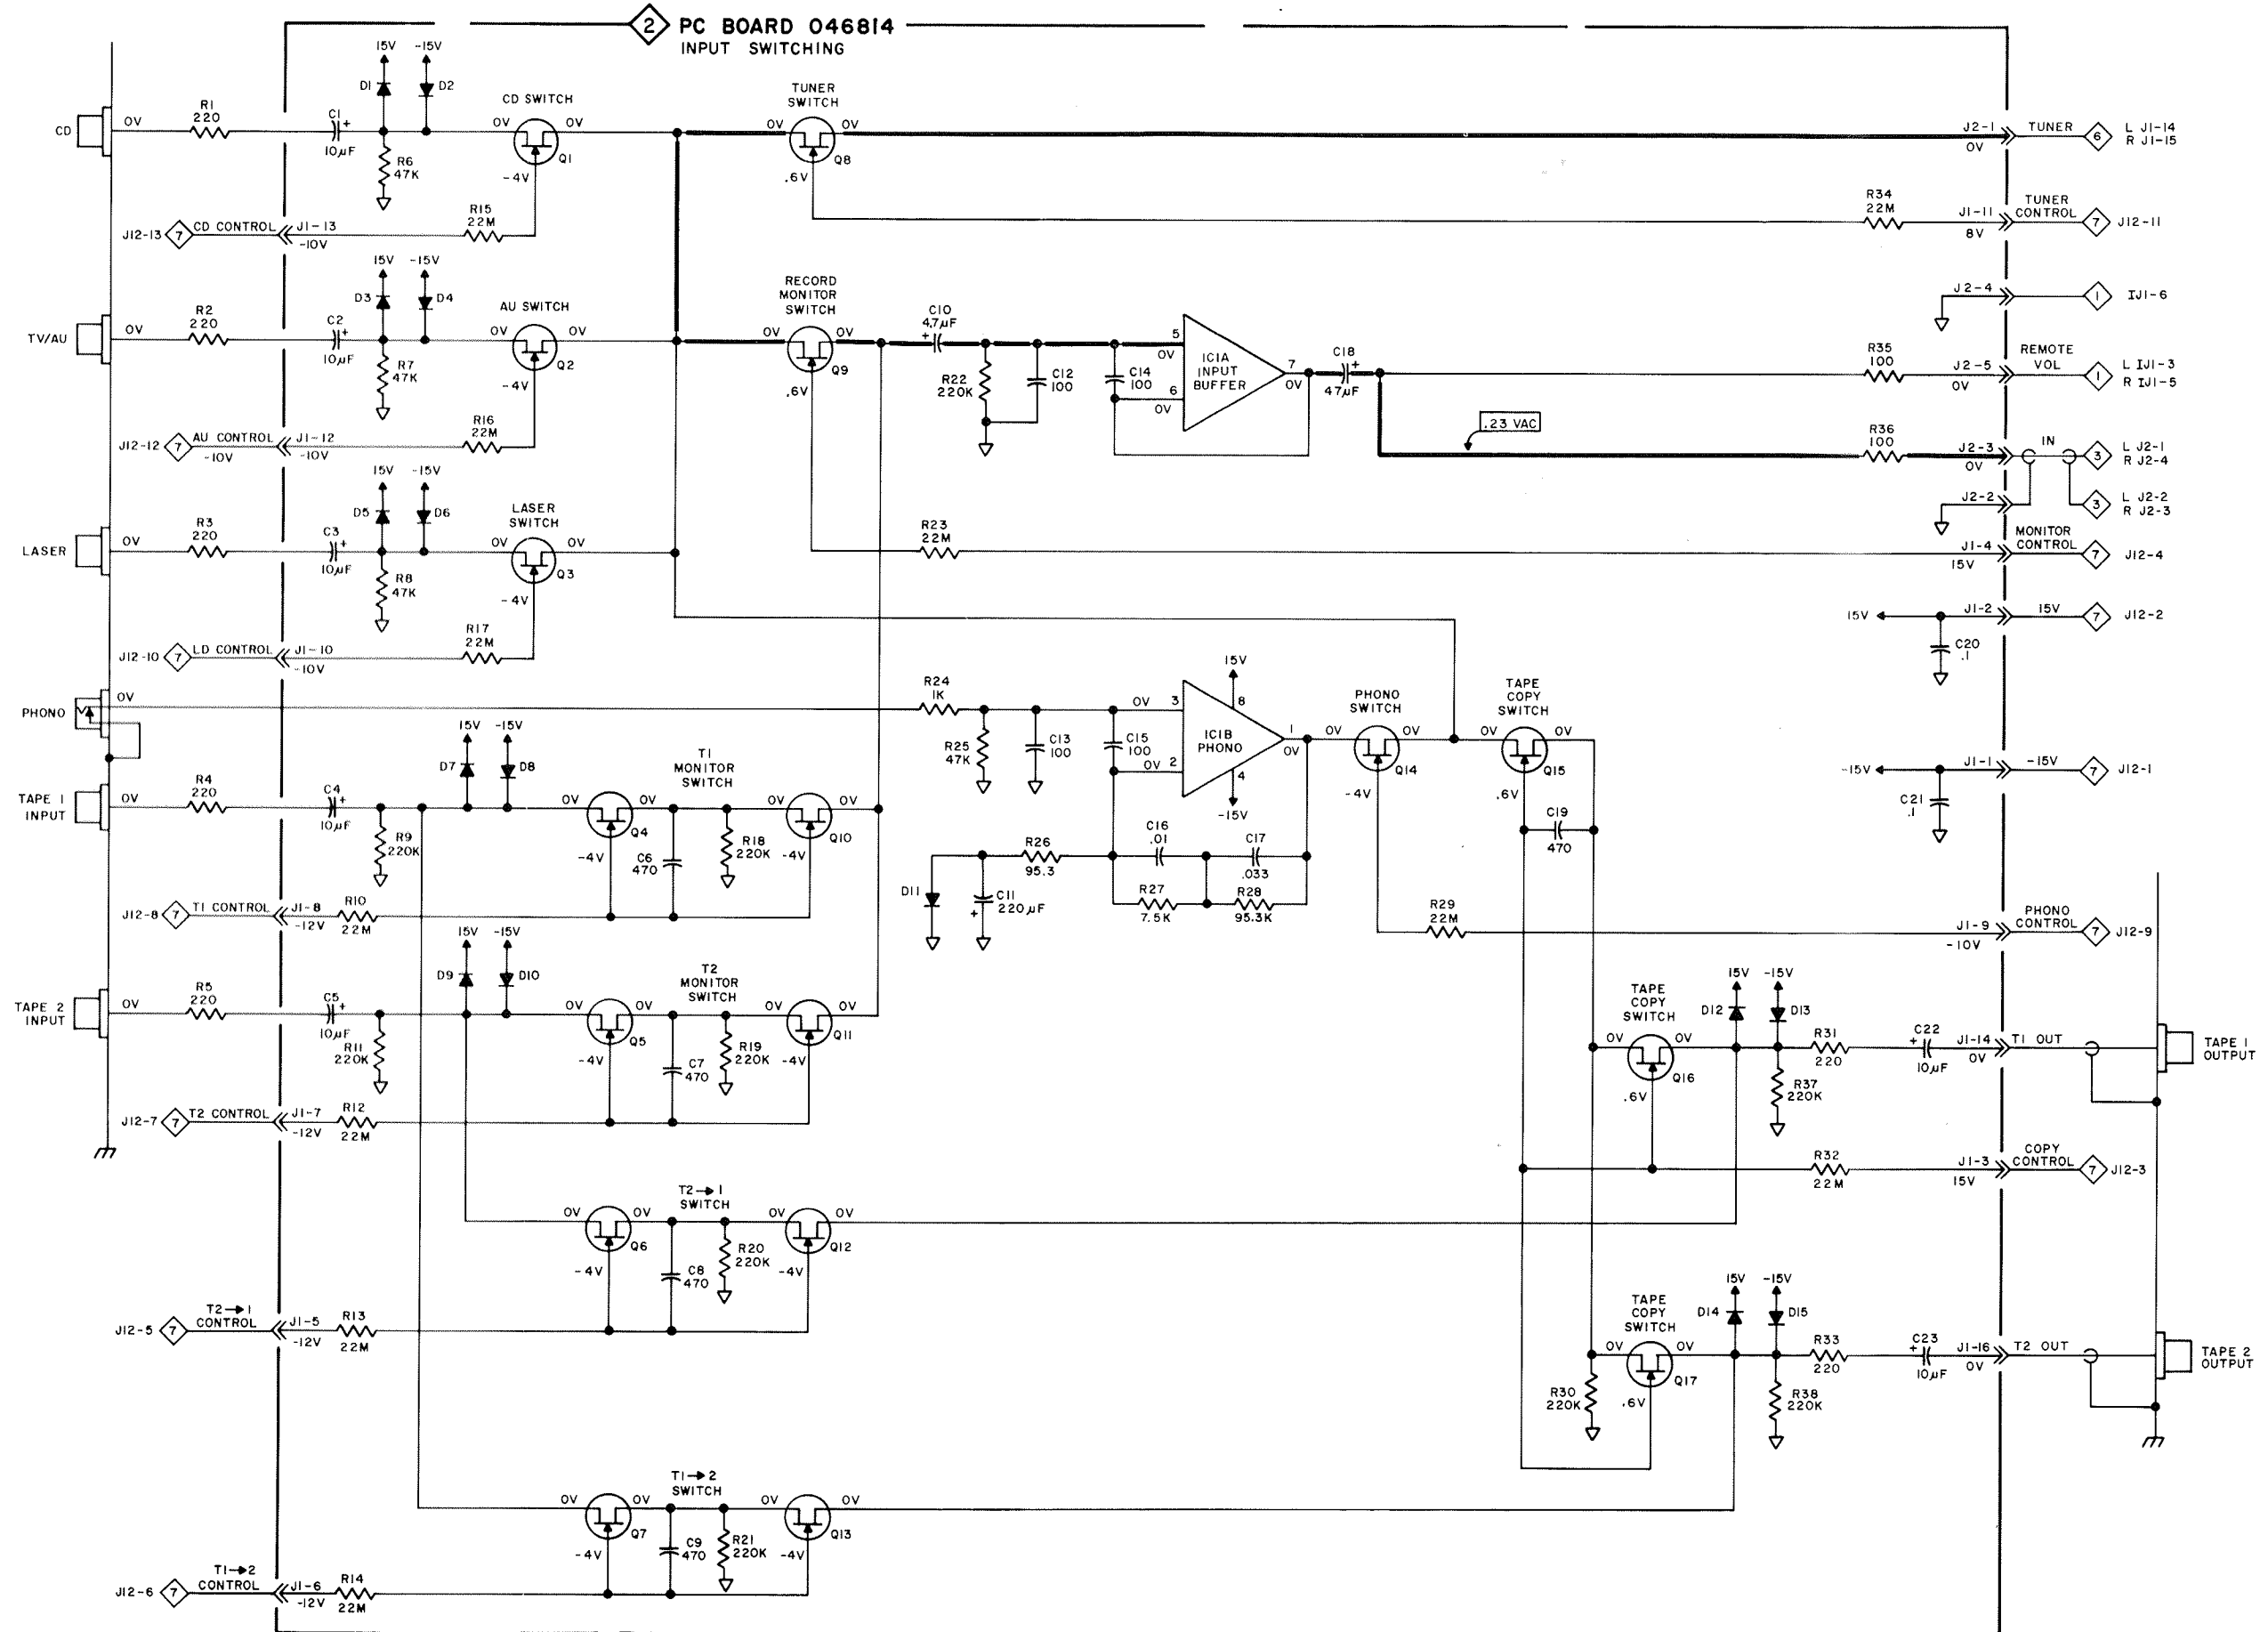 2 PC BOARD 046814
INPUT SWITCHING
15V -15V
D1 D2
CD SWITCH
TUNER
SWITCH
CD
0V
R1
220
C1
+
10µF
0V
0V
Q1
-4V
R6
47K
0V
0V
Q8
.6V
J2-1
0V
TUNER
6
L J1-14
R J1-15
J12-13
7
CD CONTROL
J1-13
-10V
R15
22M
R34
22M
J1-11
8V
TUNER
CONTROL
7
J12-11
15V -15V
D3 D4
AU SWITCH
RECORD
MONITOR
SWITCH
J2-4
1
IJ1-6
TV/AU
0V
R2
220
C2
+
10µF
0V
0V
Q2
-4V
R7
47K
0V
0V
Q9
.6V
C10
4.7µF
+
R22
220K
C12
100
C14
100
5
0V
6
0V
IC1A
INPUT
BUFFER
7
0V
C18
+
47µF
R35
100
J2-5
0V
REMOTE
VOL
1
L IJ1-3
R IJ1-5
.23 VAC
R36
100
J2-3
0V
IN
3
L J2-1
R J2-4
J12-12
7
AU CONTROL
-10V
J1-12
-10V
R16
22M
J2-2
3
L J2-2
R J2-3
15V -15V
D5 D6
LASER
SWITCH
LASER
0V
R3
220
C3
+
10µF
0V
0V
Q3
-4V
R8
47K
R23
22M
J1-4
15V
MONITOR
CONTROL
7
J12-4
15V
J1-2
15V
7
J12-2
C20
.1
J12-10
7
LD CONTROL
J1-10
-10V
R17
22M
PHONO
0V
R24
1K
R25
47K
C13
100
C15
100
0V 3
0V 2
15V
8
IC1B
PHONO
4
-15V
1
0V
PHONO
SWITCH
0V
0V
Q14
-4V
TAPE
COPY
SWITCH
0V
0V
Q15
.6V
C19
470
-15V
J1-1
-15V
7
J12-1
C21
.1
15V -15V
D7 D8
T1
MONITOR
SWITCH
TAPE 1
INPUT
0V
R4
220
C4
+
10µF
R9
220K
0V
0V
Q4
-4V
C6
470
R18
220K
0V
0V
Q10
-4V
D11
C11
220µF
+
R26
95.3
C16
.01
C17
.033
R27
7.5K
R28
95.3K
J12-8
7
T1 CONTROL
J1-8
-12V
R10
22M
R29
22M
J1-9
-10V
PHONO
CONTROL
7
J12-9
15V -15V
D9 D10
T2
MONITOR
SWITCH
TAPE 2
INPUT
0V
R5
220
C5
+
10µF
R11
220K
0V
0V
Q5
-4V
C7
470
R19
220K
0V
0V
Q11
-4V
TAPE
COPY
SWITCH
0V
0V
Q16
.6V
15V -15V
D12 D13
R31
220
C22
+
10µF
R37
220K
J1-14
0V
T1 OUT
TAPE 1
OUTPUT
J12-7
7
T2 CONTROL
J1-7
-12V
R12
22M
R32
22M
J1-3
15V
COPY
CONTROL
7
J12-3
T2→1
SWITCH
0V
0V
Q6
-4V
C8
470
R20
220K
0V
0V
Q12
-4V
J12-5
7
T2→1
CONTROL
J1-5
-12V
R13
22M
TAPE
COPY
SWITCH
0V
0V
Q17
.6V
R30
220K
15V -15V
D14 D15
R33
220
C23
+
10µF
R38
220K
J1-16
0V
T2 OUT
TAPE 2
OUTPUT
T1→2
SWITCH
0V
0V
Q7
-4V
C9
470
R21
220K
0V
0V
Q13
-4V
J12-6
7
T1→2
CONTROL
J1-6
-12V
R14
22M